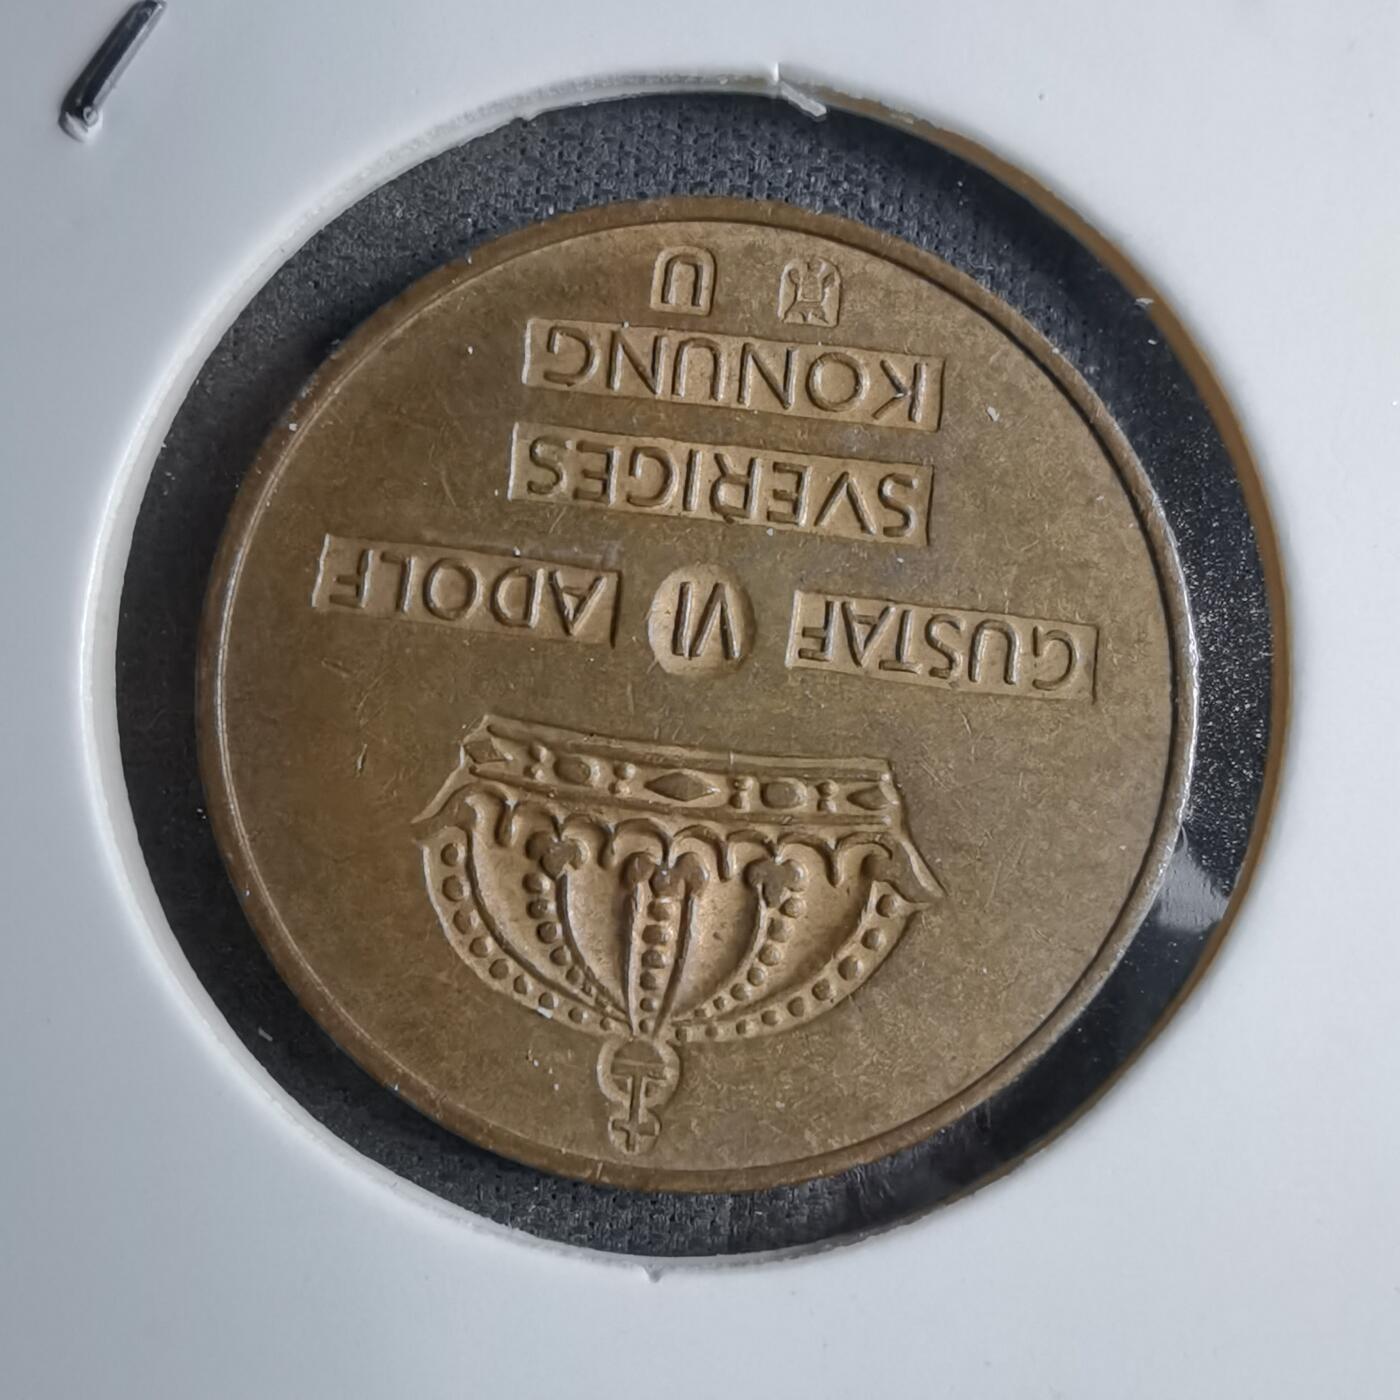 GUSTAF VI ADOLF
SVERIGES
KONUNG
U